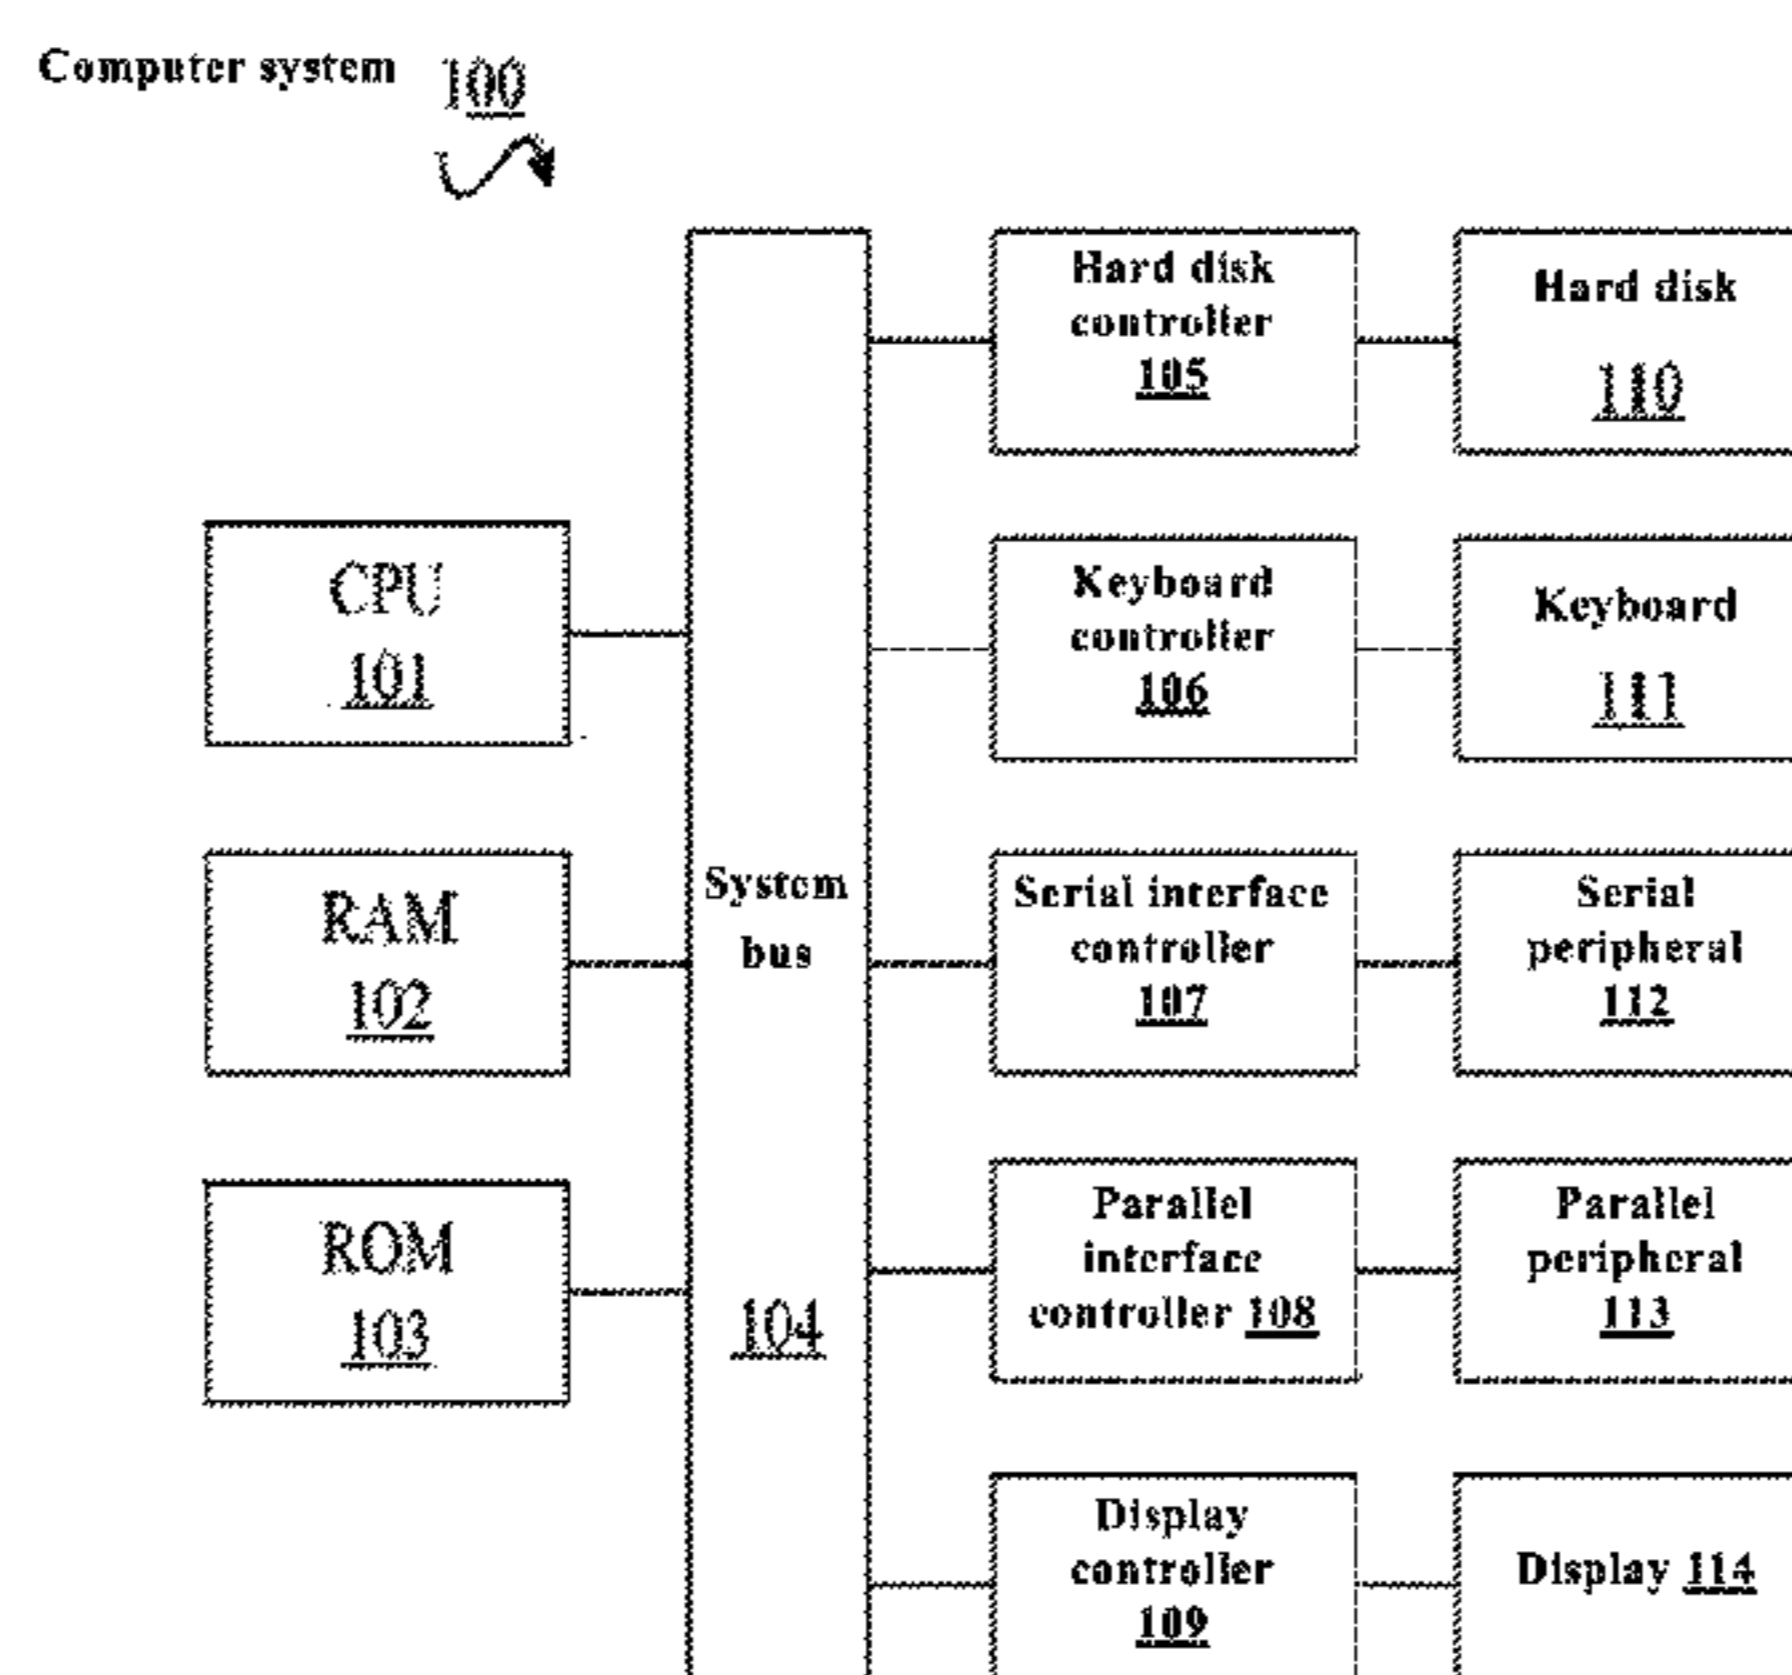 Computer system 100
Hard disk
controller
105
Hard disk
110
CPU
101
Keyboard
controller
106
Keyboard
111
RAM
102
System
bus
104
Serial interface
controller
107
Serial
peripheral
112
ROM
103
Parallel
interface
controller 108
Parallel
peripheral
113
Display
controller
109
Display 114